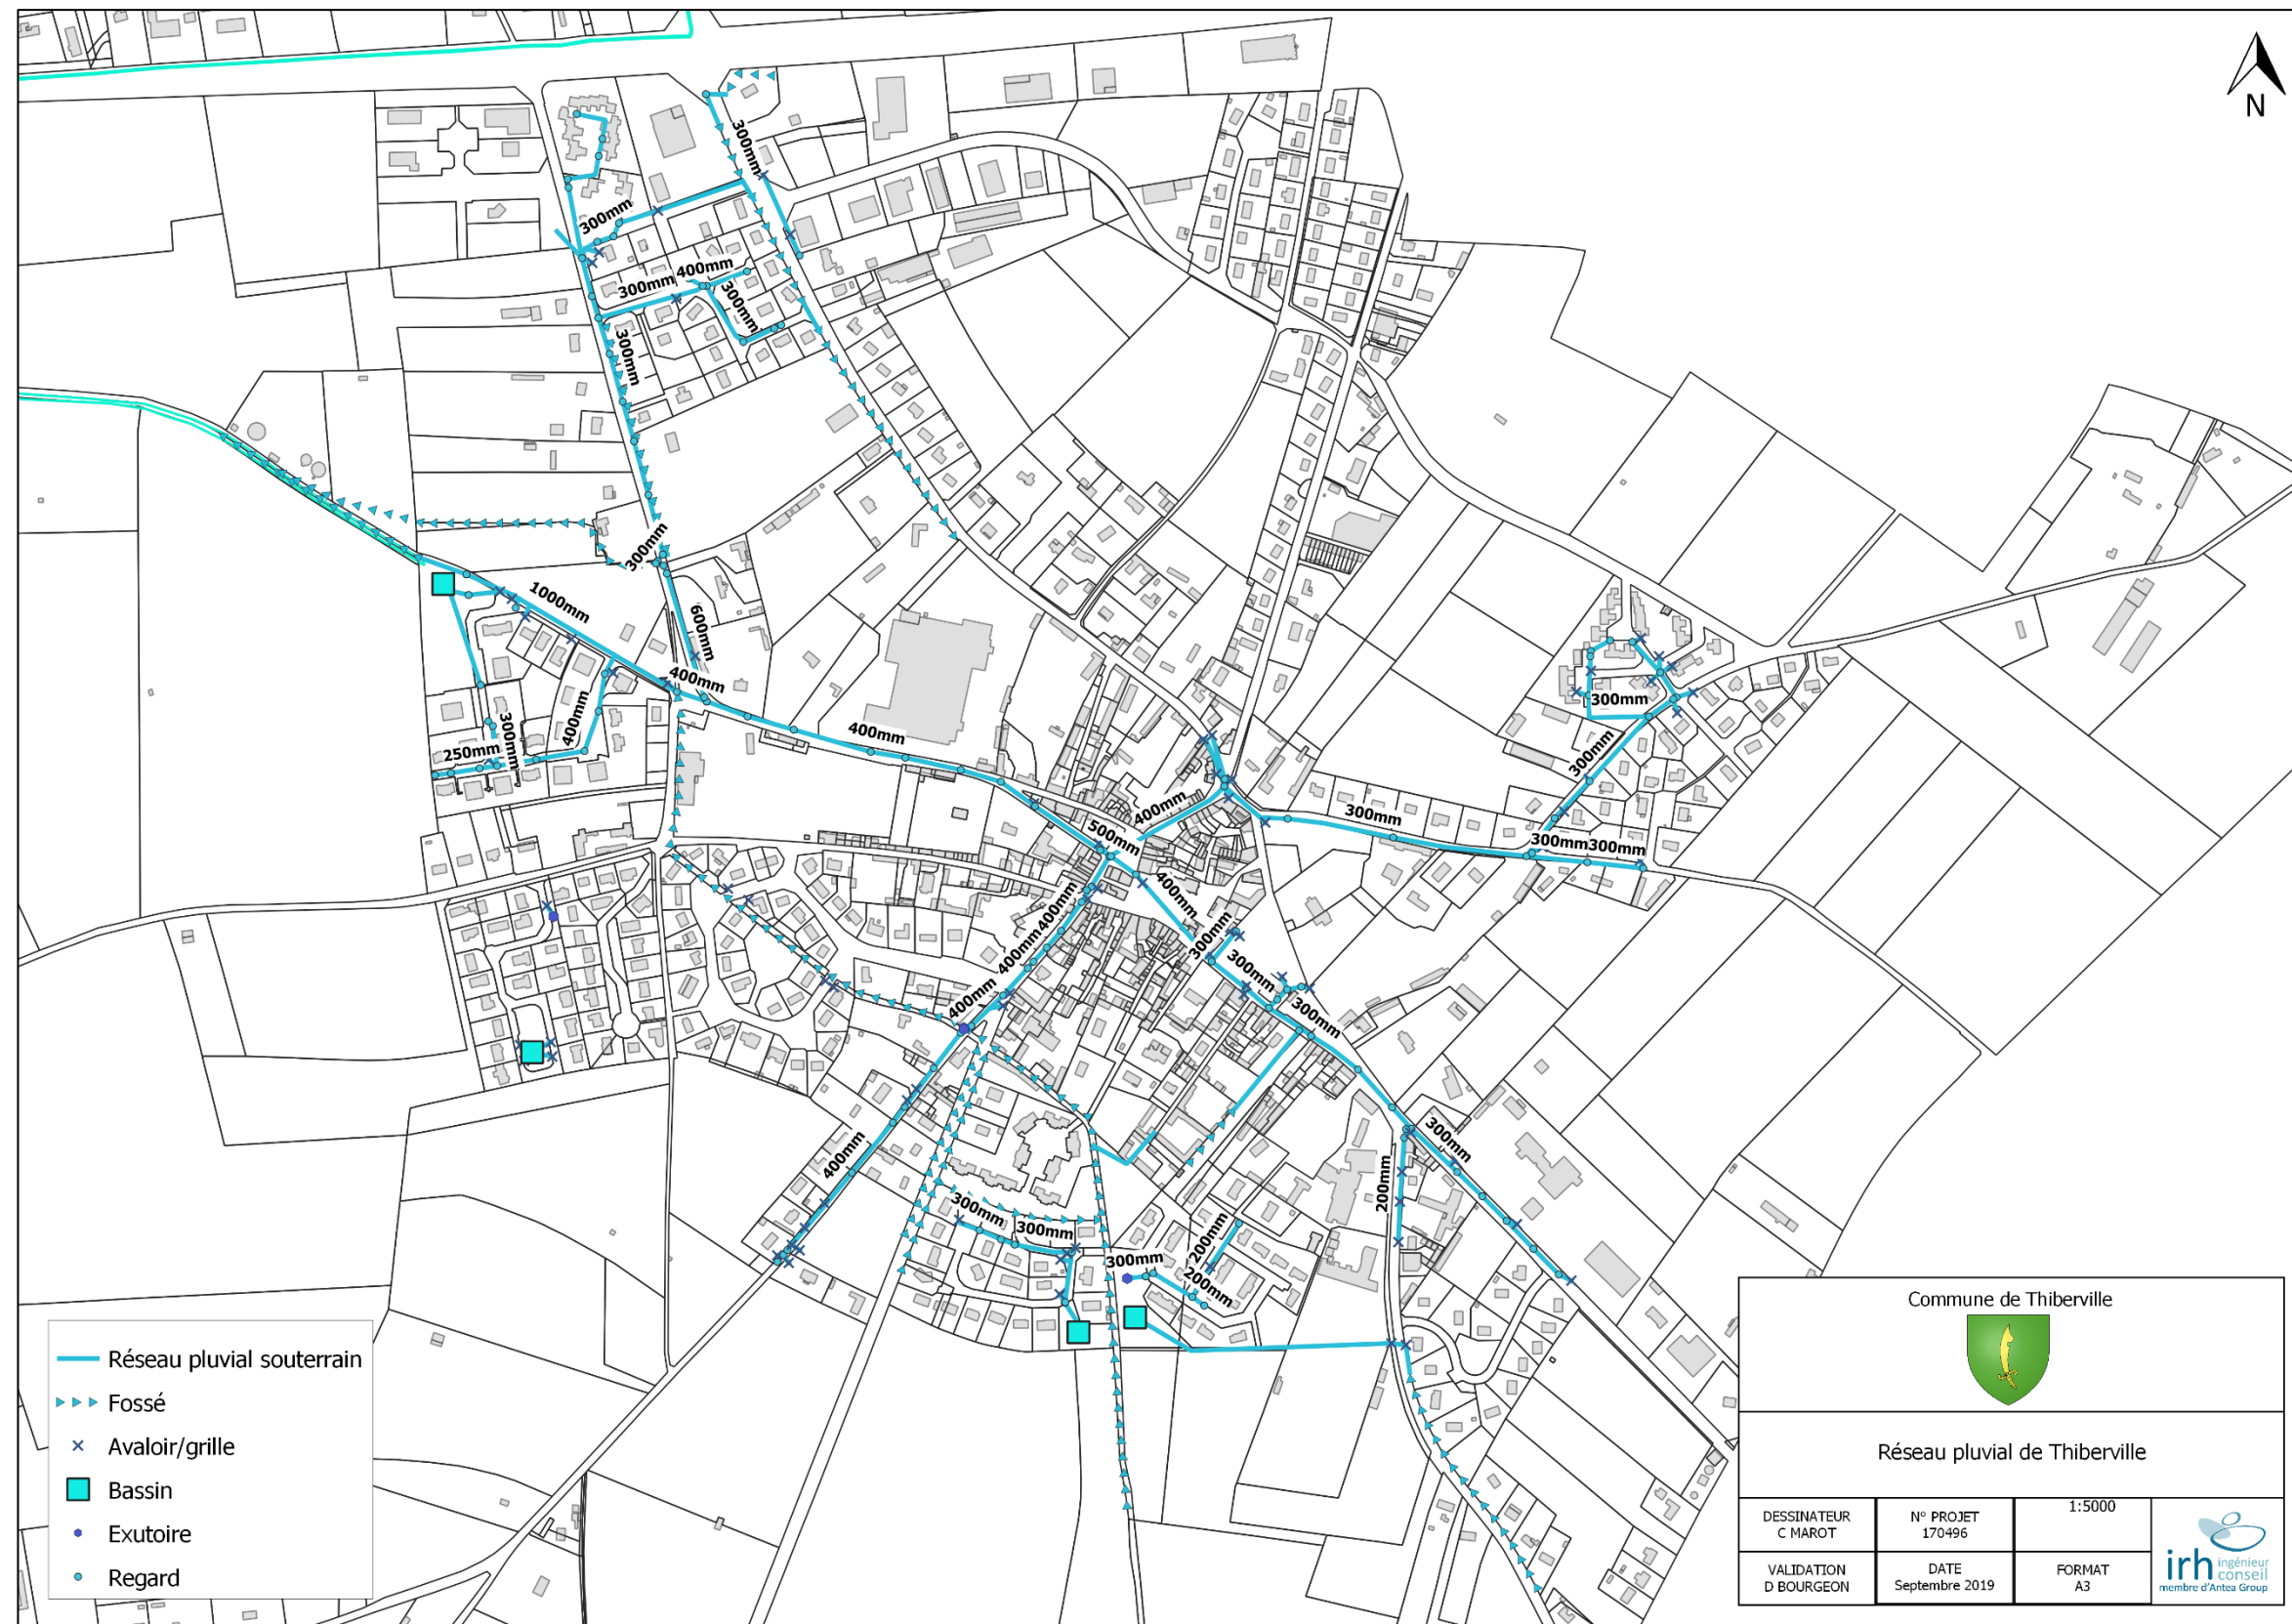 N
300mm
300mm
400mm
300mm
300mm
300mm
300mm
1000mm
600mm
400mm
400mm
300mm
250mm
400mm
300mm
300mm
400mm
500mm
300mm
300mm300mm
400mm
400mm
400mm
400mm
300mm
300mm
300mm
400mm
300mm
200mm
300mm
300mm
200mm
300mm
200mm
Réseau pluvial souterrain
Fossé
Avaloir/grille
Bassin
Exutoire
Regard
Commune de Thiberville
Réseau pluvial de Thiberville
DESSINATEUR
C MAROT
N° PROJET
170496
1:5000
VALIDATION
D BOURGEON
DATE
Septembre 2019
FORMAT
A3
irh ingénieur
conseil
membre d'Antea Group